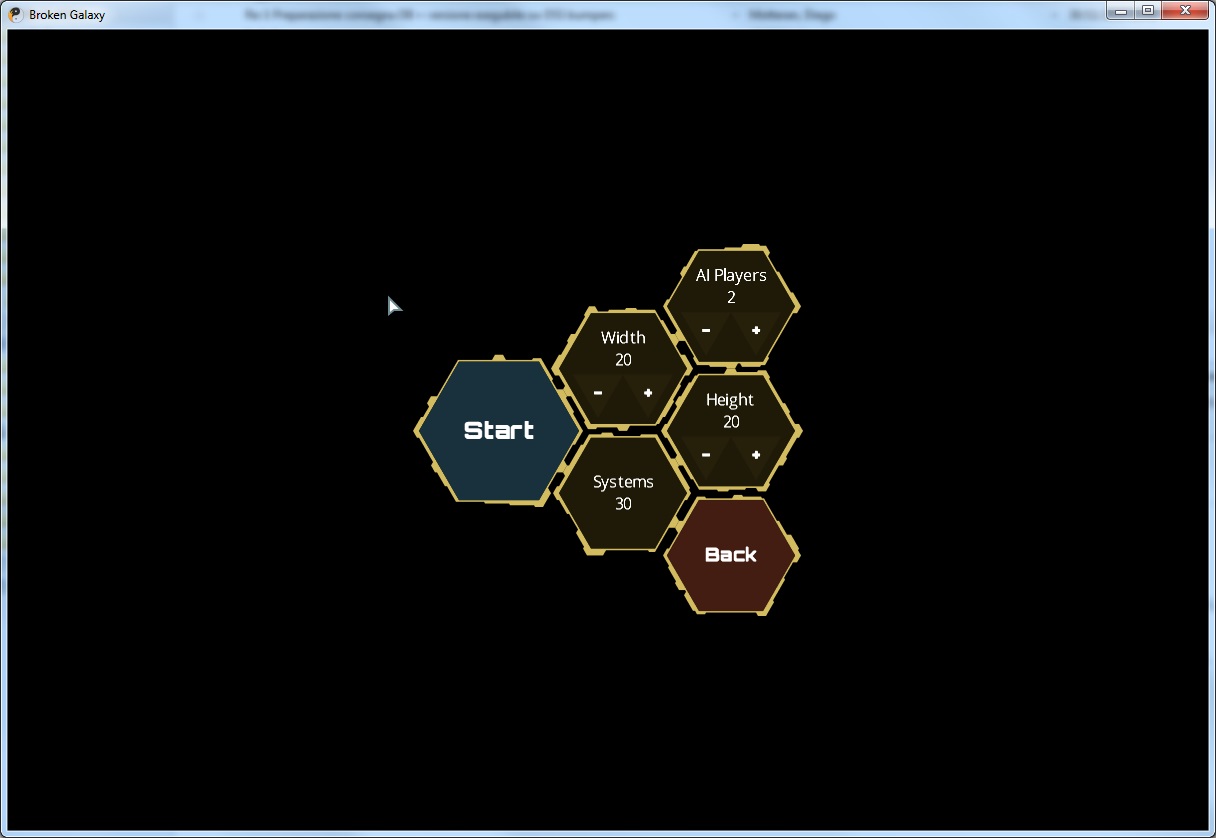 Broken Galaxy
AI Players
2
- +
Width
20
- +
Height
20
- +
Start
Systems
30
Back